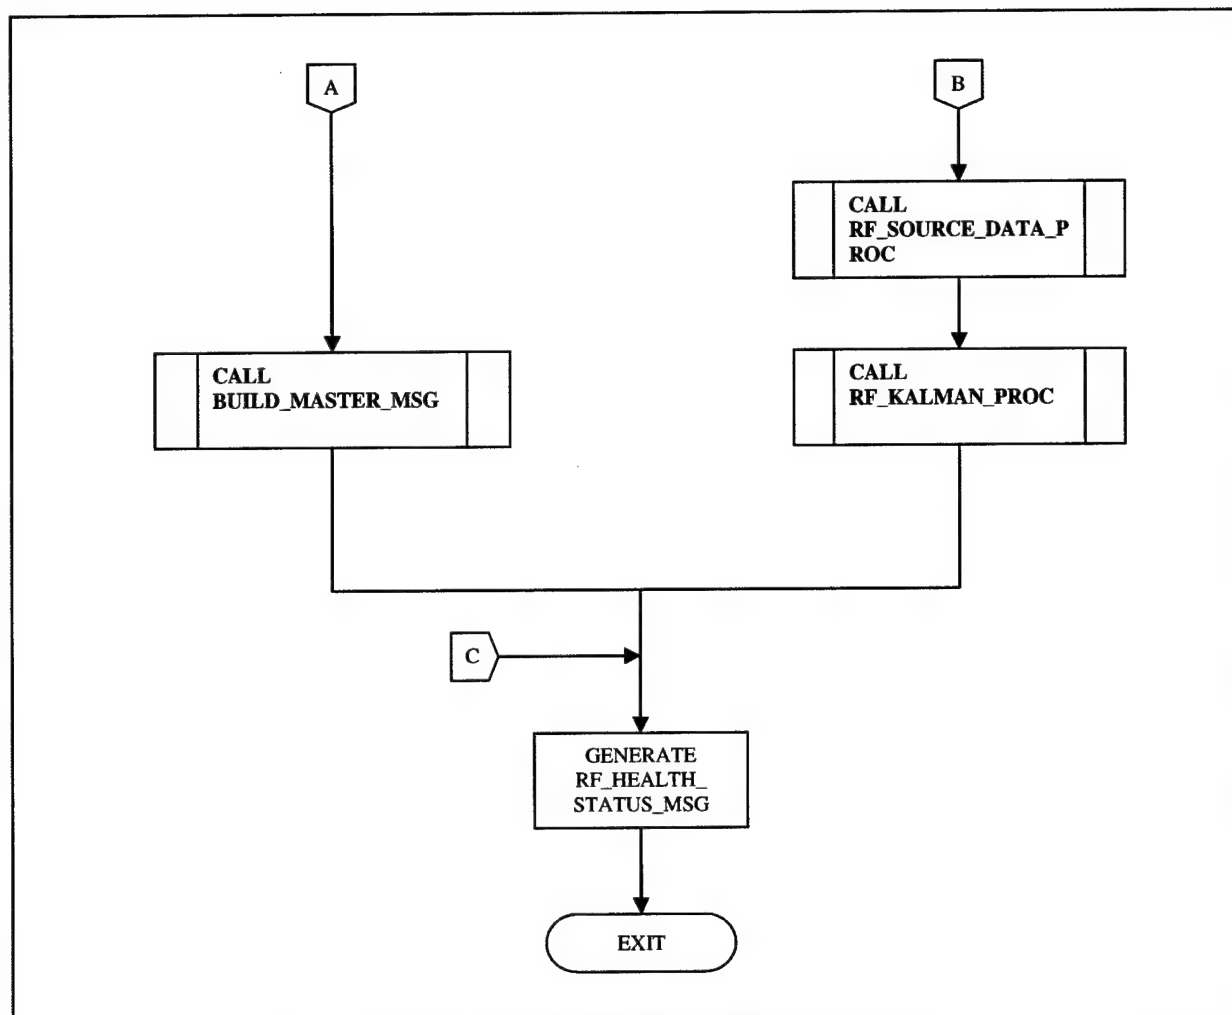 A
B
CALL
RF_SOURCE_DATA_P
ROC
CALL
BUILD_MASTER_MSG
CALL
RF_KALMAN_PROC
C
GENERATE
RF_HEALTH_
STATUS_MSG
EXIT